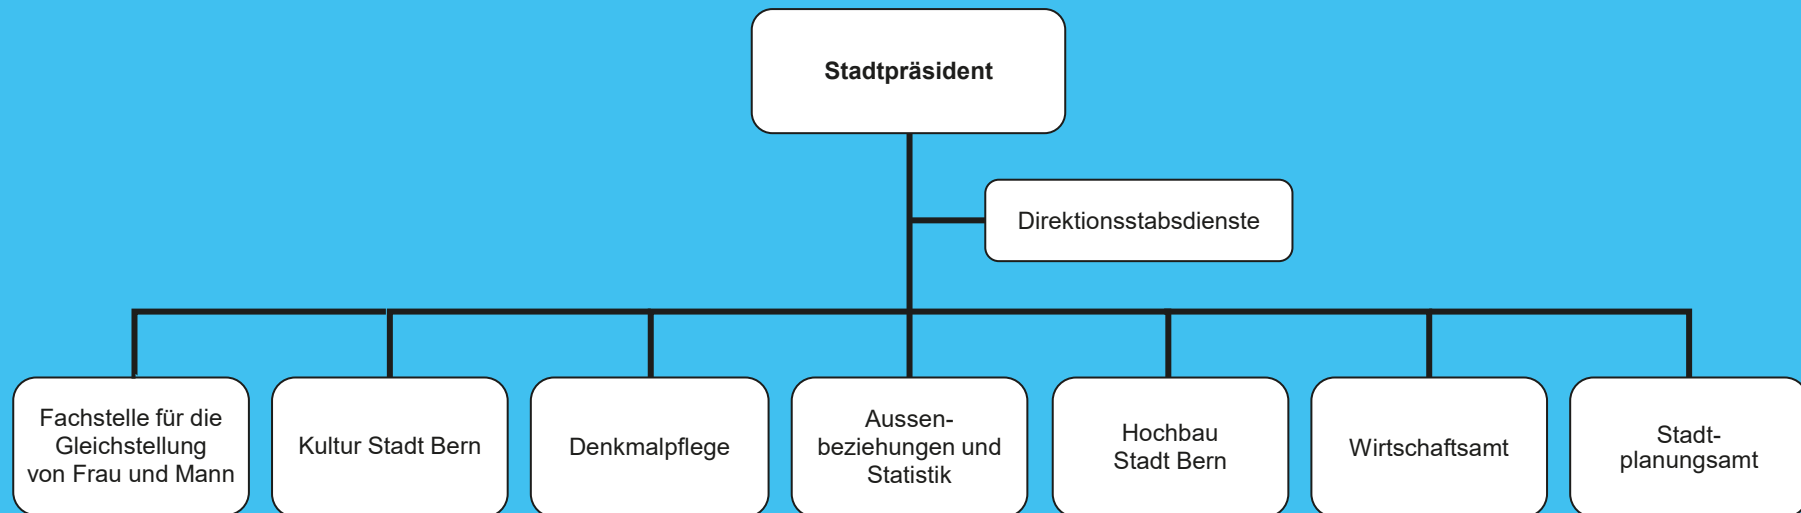 Stadtpräsident
Direktionsstabsdienste
Fachstelle für die
Gleichstellung
von Frau und Mann
Kultur Stadt Bern
Denkmalpflege
Aussen-
beziehungen und
Statistik
Hochbau
Stadt Bern
Wirtschaftsamt
Stadt-
planungsamt